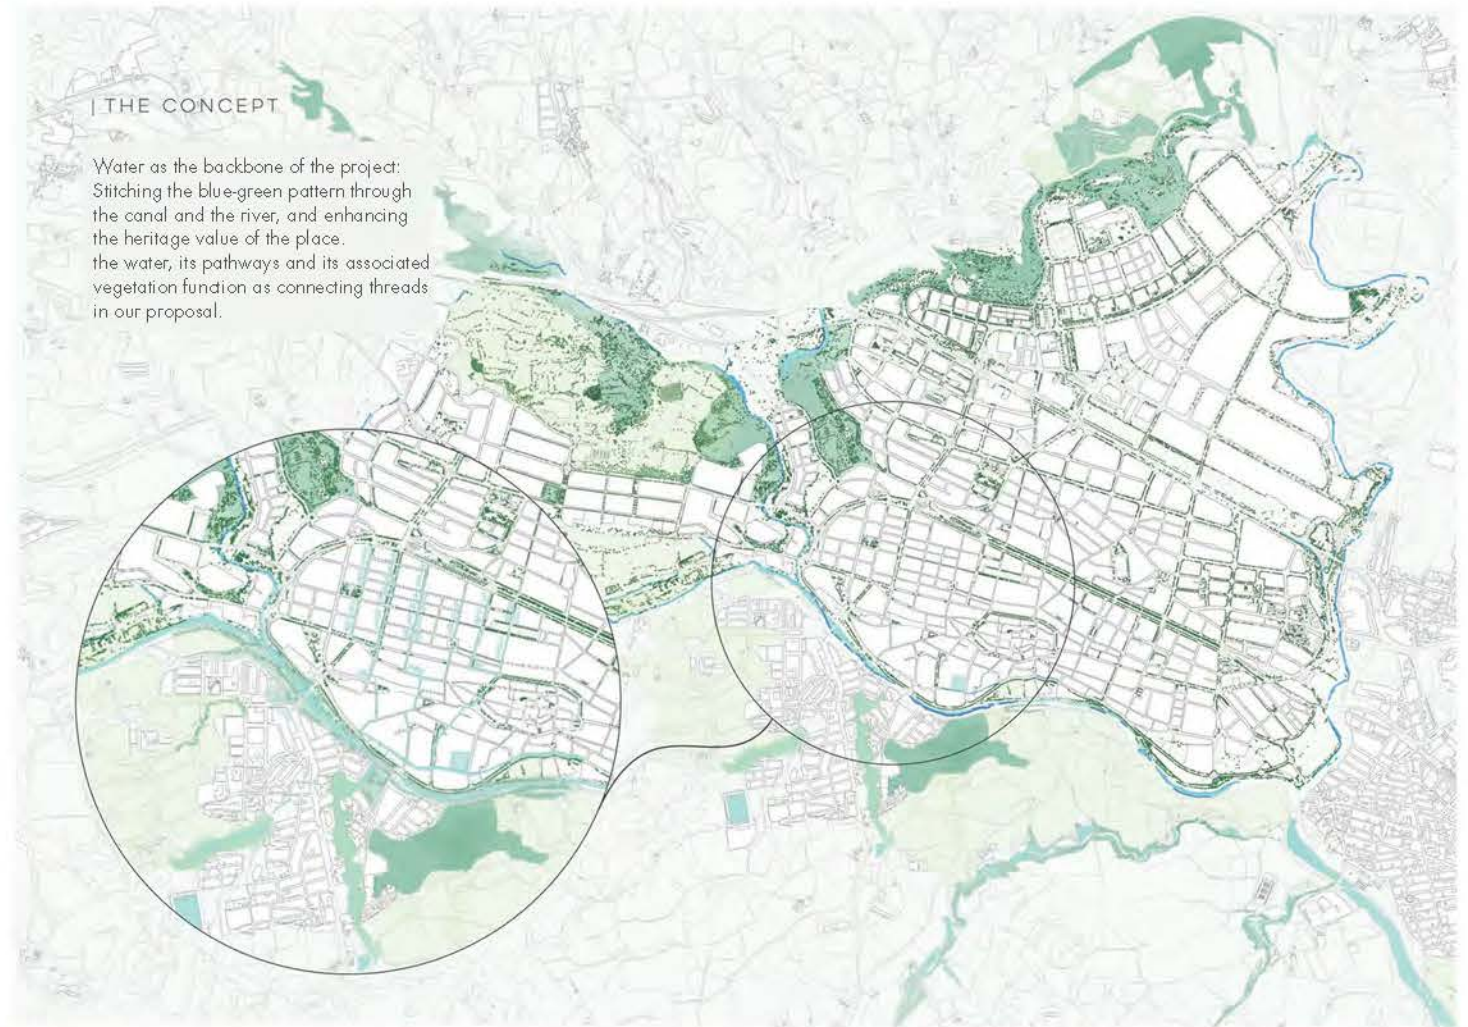 | THE CONCEPT
Water as the backbone of the project:
Stitching the blue-green pattern through
the canal and the river, and enhancing
the heritage value of the place.
the water, its pathways and its associated
vegetation function as connecting threads
in our proposal.